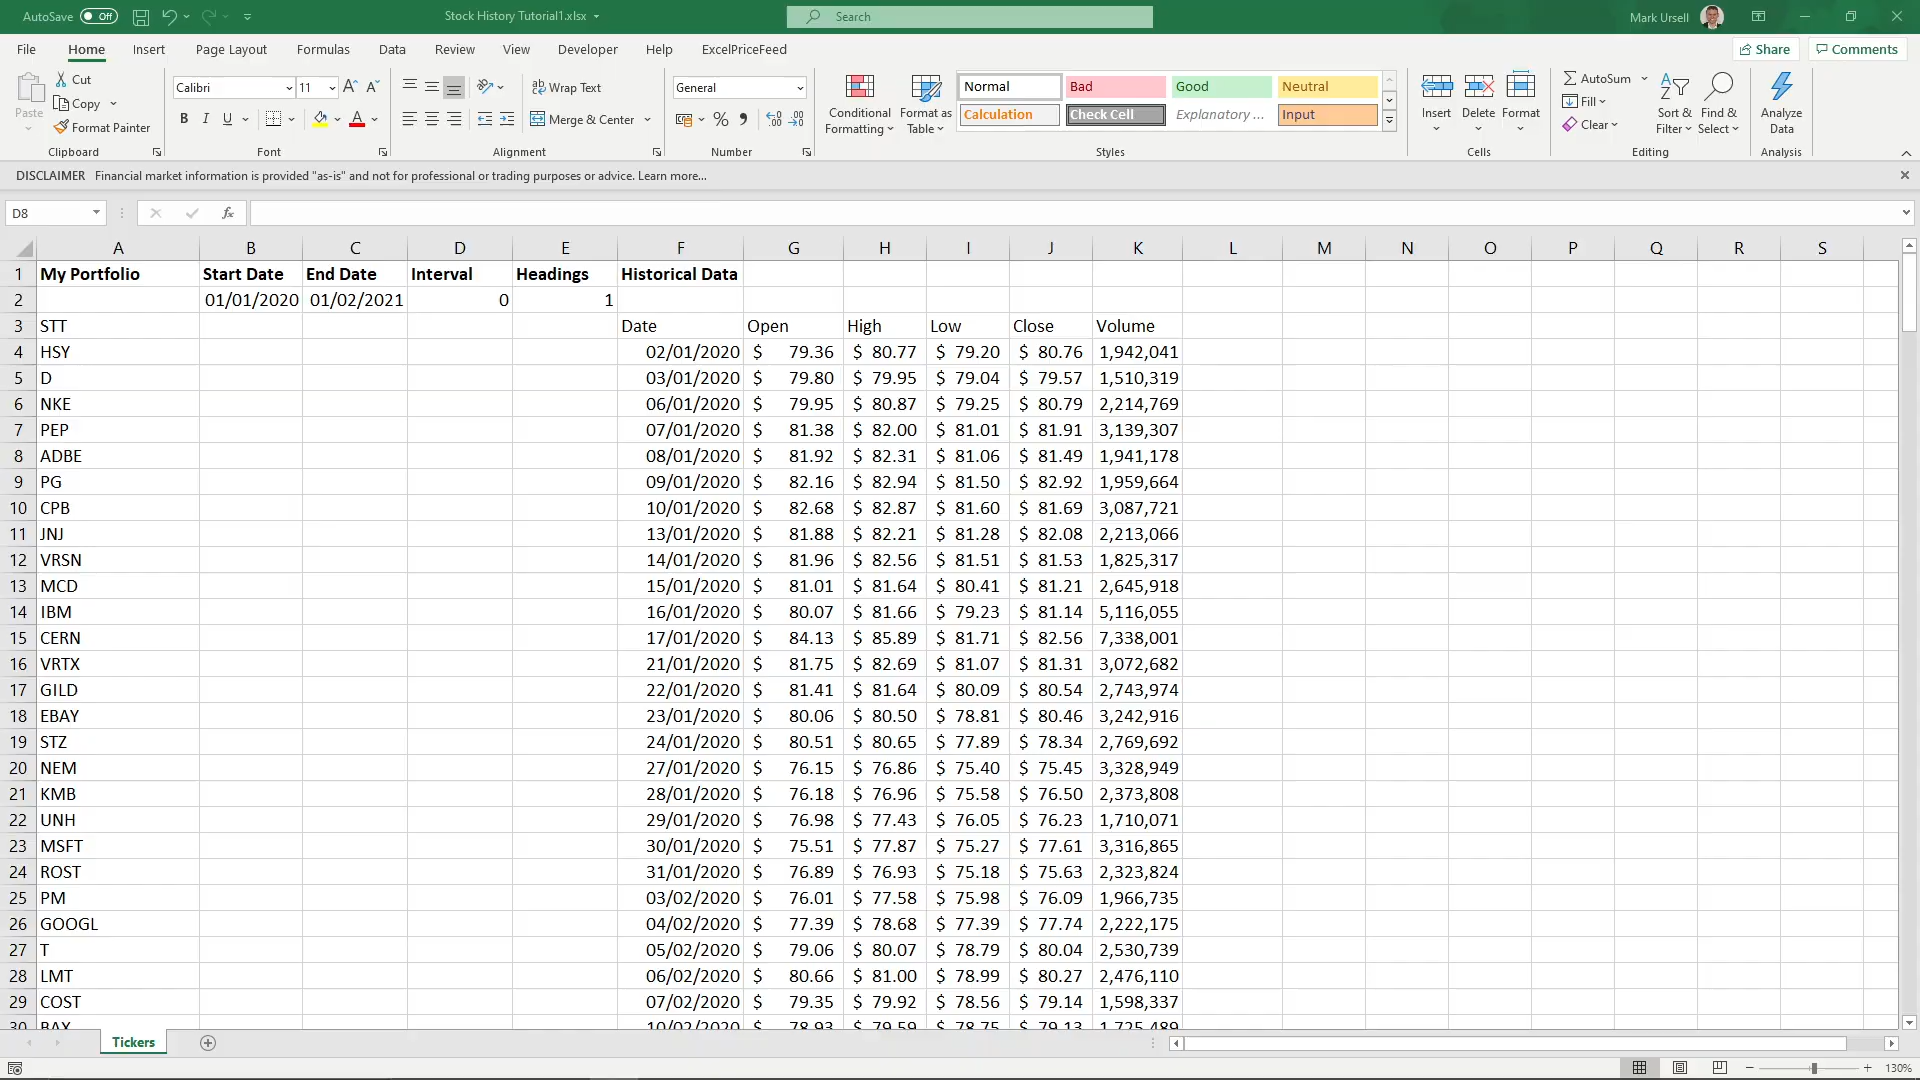 AutoSave Off Stock History Tutorial1.xlsx Search Mark Ursell
File Home Insert Page Layout Formulas Data Review View Developer Help ExcelPriceFeed Share Comments
Paste Cut Copy Format Painter Clipboard
Calibri 11 B I U A A A Font
Wrap Text Merge & Center Alignment
General % Number
Conditional Formatting Format as Table Normal Bad Good Neutral
Calculation Check Cell Explanatory ... Input Styles
Insert Delete Format Cells
AutoSum Fill Clear Sort & Filter Find & Select Editing
Analyze Data Analysis
DISCLAIMER Financial market information is provided "as-is" and not for professional or trading purposes or advice. Learn more...
D8 fx
A B C D E F G H I J K L M N O P Q R S
1 My Portfolio Start Date End Date Interval Headings Historical Data
2 01/01/2020 01/02/2021 0 1
3 STT Date Open High Low Close Volume
4 HSY 02/01/2020 $ 79.36 $ 80.77 $ 79.20 $ 80.76 1,942,041
5 D 03/01/2020 $ 79.80 $ 79.95 $ 79.04 $ 79.57 1,510,319
6 NKE 06/01/2020 $ 79.95 $ 80.87 $ 79.25 $ 80.79 2,214,769
7 PEP 07/01/2020 $ 81.38 $ 82.00 $ 81.01 $ 81.91 3,139,307
8 ADBE 08/01/2020 $ 81.92 $ 82.31 $ 81.06 $ 81.49 1,941,178
9 PG 09/01/2020 $ 82.16 $ 82.94 $ 81.50 $ 82.92 1,959,664
10 CPB 10/01/2020 $ 82.68 $ 82.87 $ 81.60 $ 81.69 3,087,721
11 JNJ 13/01/2020 $ 81.88 $ 82.21 $ 81.28 $ 82.08 2,213,066
12 VRSN 14/01/2020 $ 81.96 $ 82.56 $ 81.51 $ 81.53 1,825,317
13 MCD 15/01/2020 $ 81.01 $ 81.64 $ 80.41 $ 81.21 2,645,918
14 IBM 16/01/2020 $ 80.07 $ 81.66 $ 79.23 $ 81.14 5,116,055
15 CERN 17/01/2020 $ 84.13 $ 85.89 $ 81.71 $ 82.56 7,338,001
16 VRTX 21/01/2020 $ 81.75 $ 82.69 $ 81.07 $ 81.31 3,072,682
17 GILD 22/01/2020 $ 81.41 $ 81.64 $ 80.09 $ 80.54 2,743,974
18 EBAY 23/01/2020 $ 80.06 $ 80.50 $ 78.81 $ 80.46 3,242,916
19 STZ 24/01/2020 $ 80.51 $ 80.65 $ 77.89 $ 78.34 2,769,692
20 NEM 27/01/2020 $ 76.15 $ 76.86 $ 75.40 $ 75.45 3,328,949
21 KMB 28/01/2020 $ 76.18 $ 76.96 $ 75.58 $ 76.50 2,373,808
22 UNH 29/01/2020 $ 76.98 $ 77.43 $ 76.05 $ 76.23 1,710,071
23 MSFT 30/01/2020 $ 75.51 $ 77.87 $ 75.27 $ 77.61 3,316,865
24 ROST 31/01/2020 $ 76.89 $ 76.93 $ 75.18 $ 75.63 2,323,824
25 PM 03/02/2020 $ 76.01 $ 77.58 $ 75.98 $ 76.09 1,966,735
26 GOOGL 04/02/2020 $ 77.39 $ 78.68 $ 77.39 $ 77.74 2,222,175
27 T 05/02/2020 $ 79.06 $ 80.07 $ 78.79 $ 80.04 2,530,739
28 LMT 06/02/2020 $ 80.66 $ 81.00 $ 78.99 $ 80.27 2,476,110
29 COST 07/02/2020 $ 79.35 $ 79.92 $ 78.56 $ 79.14 1,598,337
30 BAX 10/02/2020 $ 78.93 $ 79.59 $ 78.75 $ 79.13 1,725,489
Tickers
130%